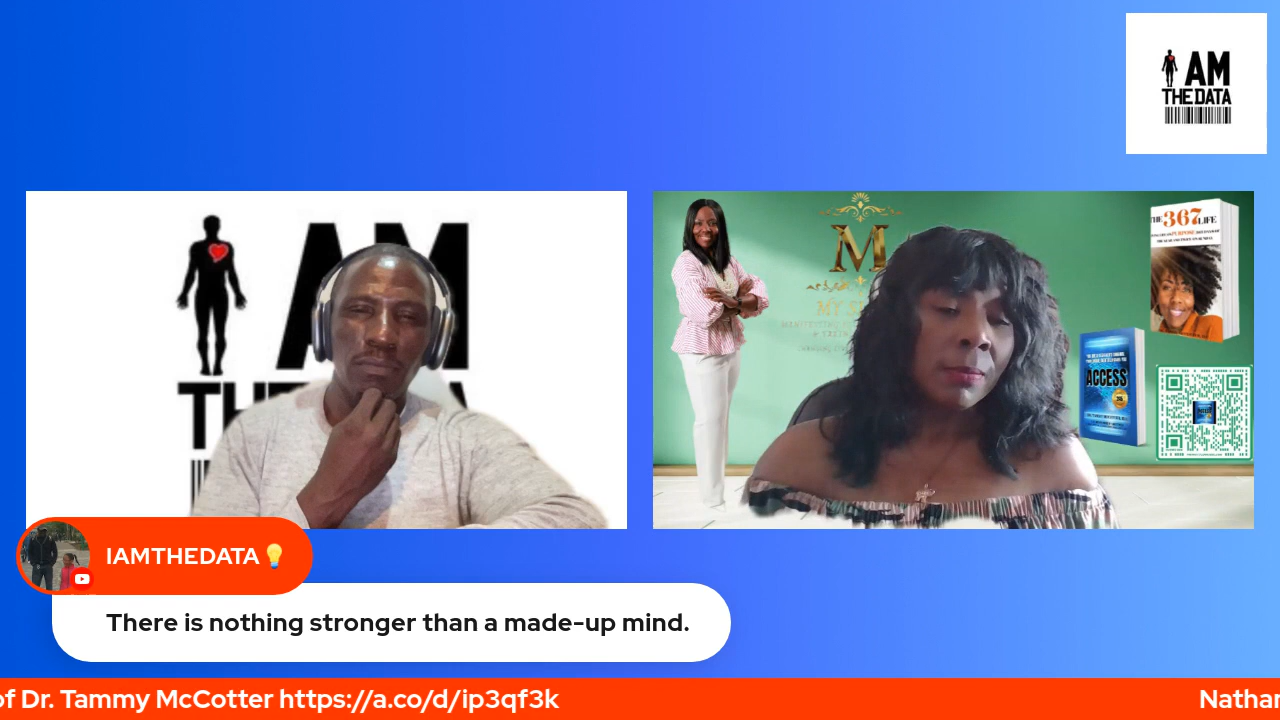 I AM
THE DATA
AM
M
THE 367 LIFE
ACCESS
IAMTHEDATA💡
There is nothing stronger than a made-up mind.
of Dr. Tammy McCotter https://a.co/d/ip3qf3k
Nathan